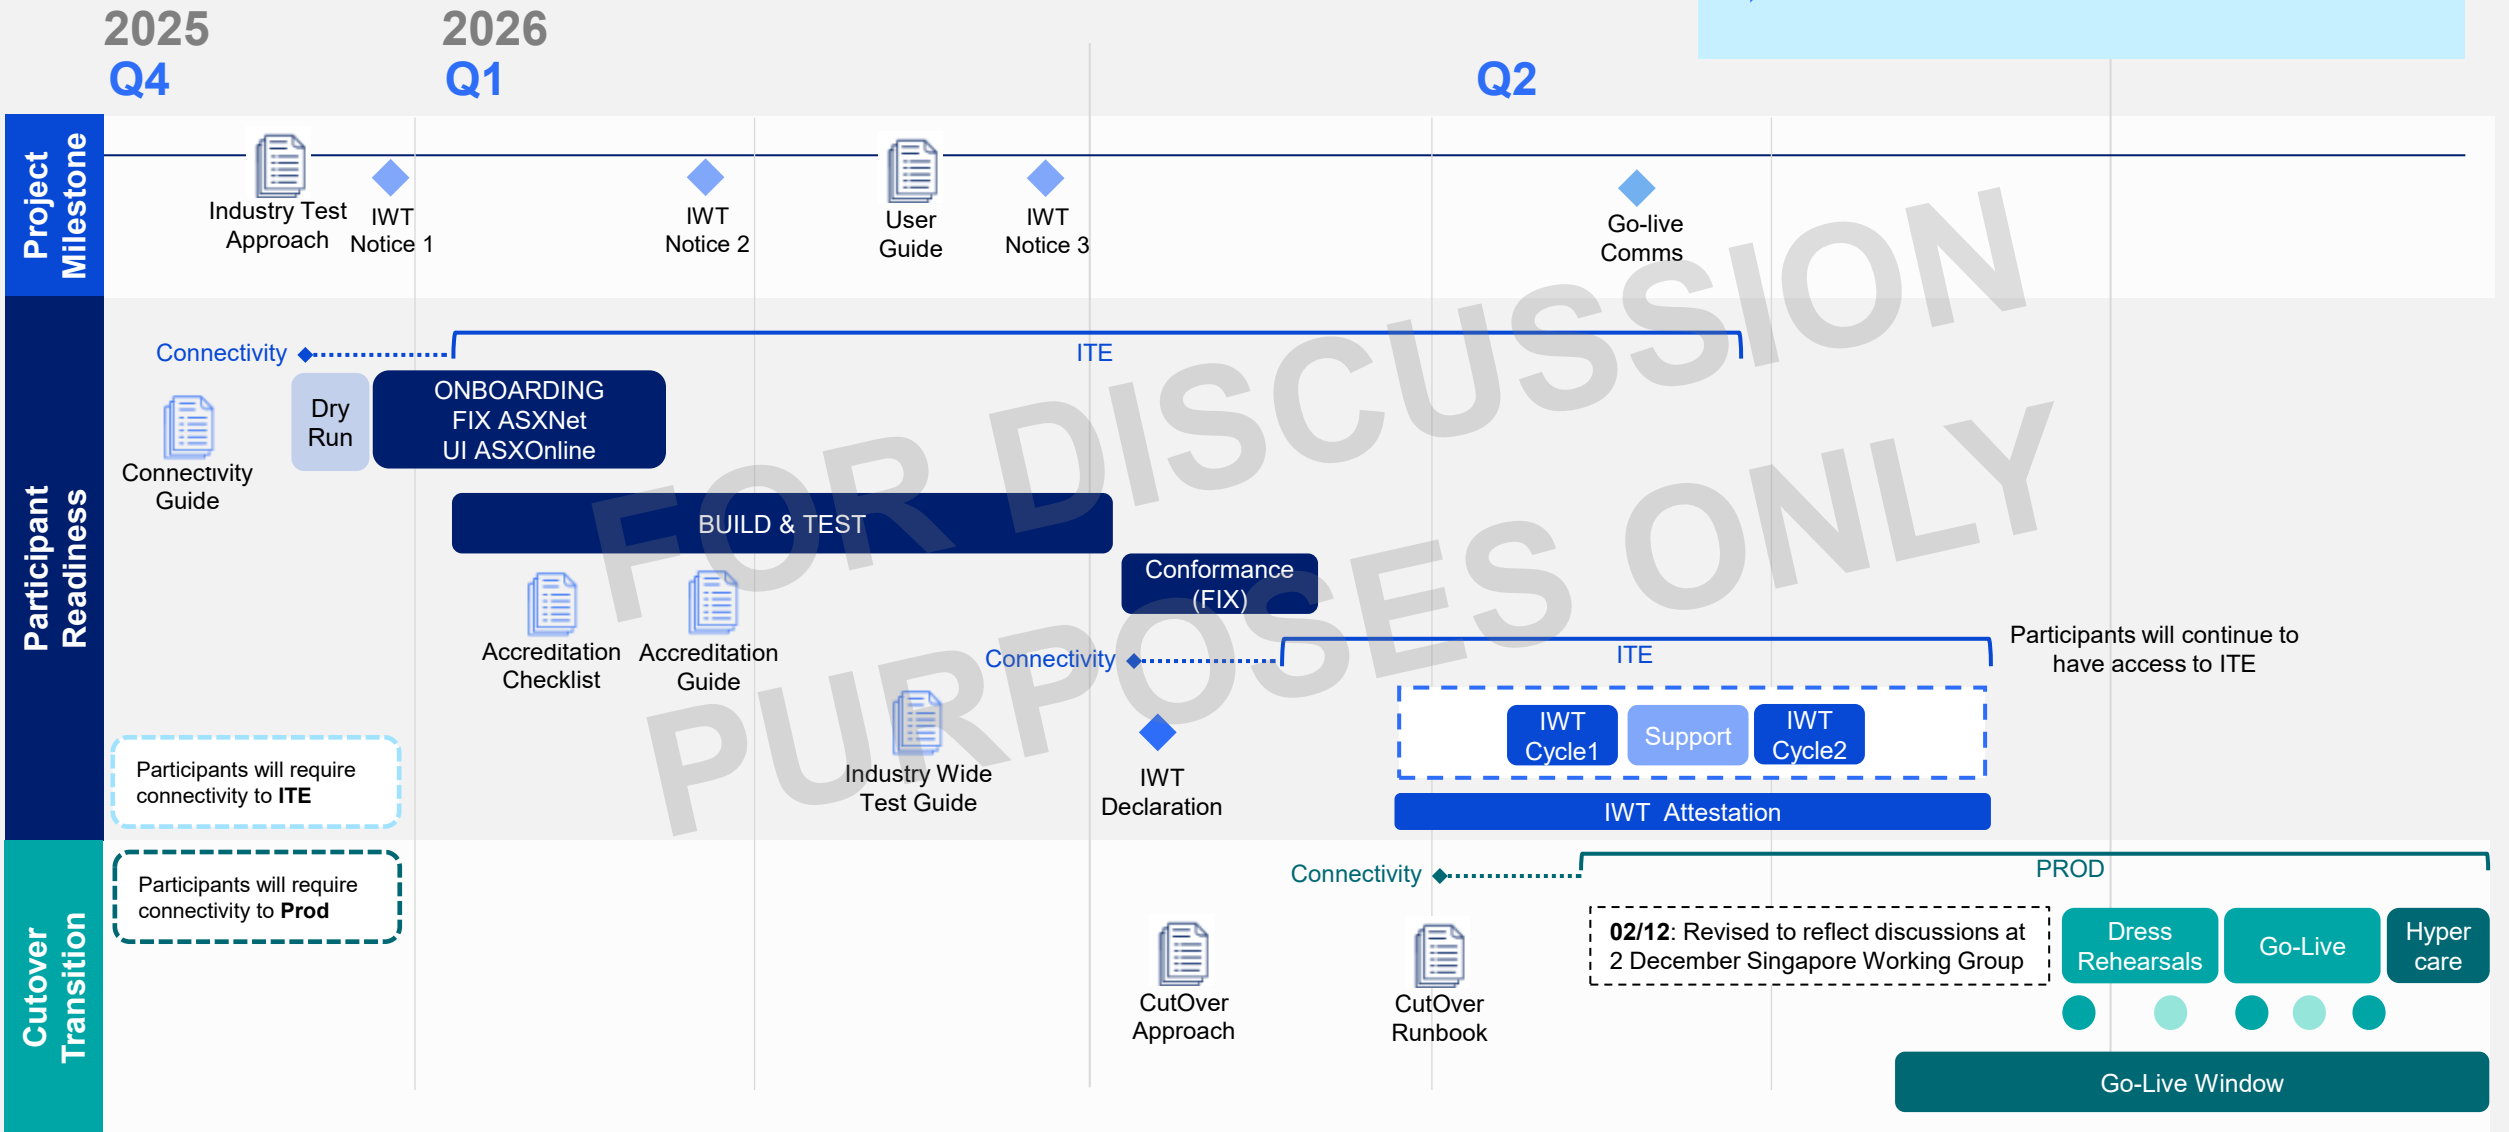 2025
2026
Q4
Q1
Q2
Project
Milestone
Industry Test
Approach
IWT
Notice 1
IWT
Notice 2
User
Guide
IWT
Notice 3
Go-live
Comms
Participant
Readiness
Connectivity
ITE
Dry
Run
ONBOARDING
FIX ASXNet
UI ASXOnline
Connectivity
Guide
BUILD & TEST
Conformance
(FIX)
Accreditation
Checklist
Accreditation
Guide
Connectivity
ITE
Participants will continue to
have access to ITE
IWT
Cycle1
Support
IWT
Cycle2
Industry Wide
Test Guide
IWT
Declaration
IWT  Attestation
Participants will require
connectivity to ITE
Cutover
Transition
Participants will require
connectivity to Prod
Connectivity
PROD
CutOver
Approach
CutOver
Runbook
02/12: Revised to reflect discussions at
2 December Singapore Working Group
Dress
Rehearsals
Go-Live
Hyper
care
Go-Live Window
FOR DISCUSSION
PURPOSES ONLY